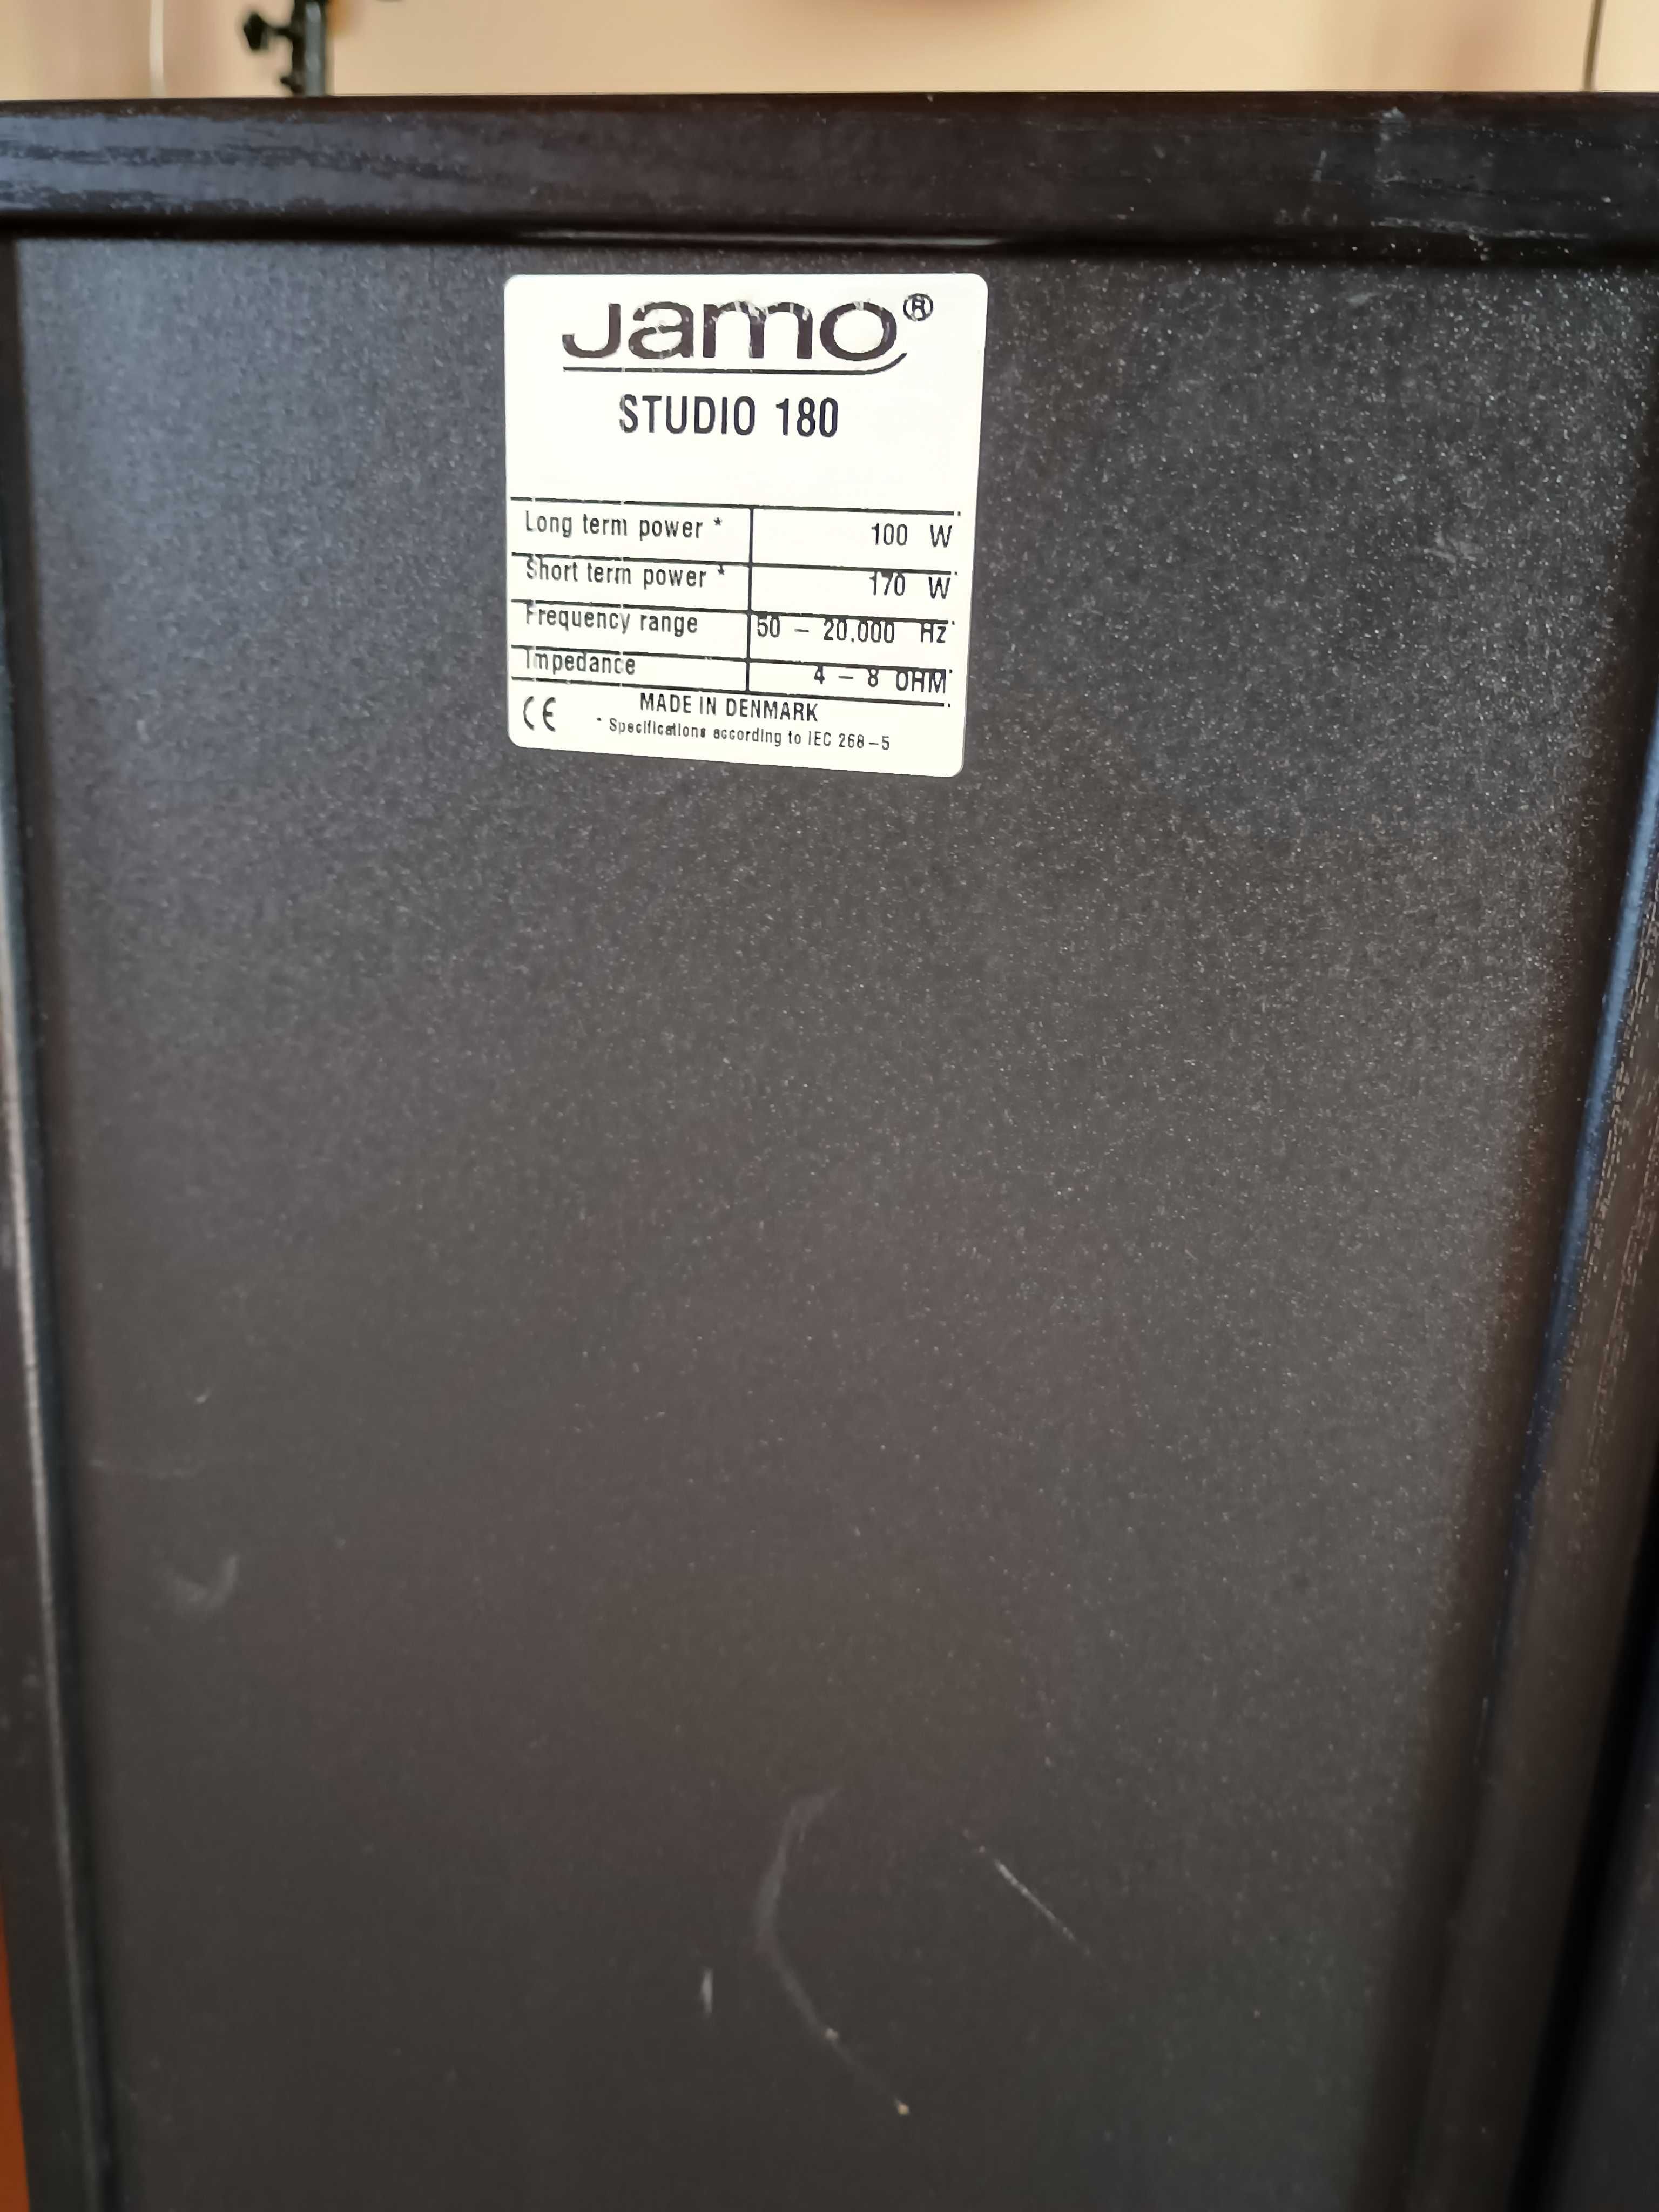 Jamo®
STUDIO 180
Long term power * 100 W
Short term power * 170 W
Frequency range 50 – 20.000 Hz
Impedance 4 – 8 OHM
CE MADE IN DENMARK
* Specifications according to IEC 268–5